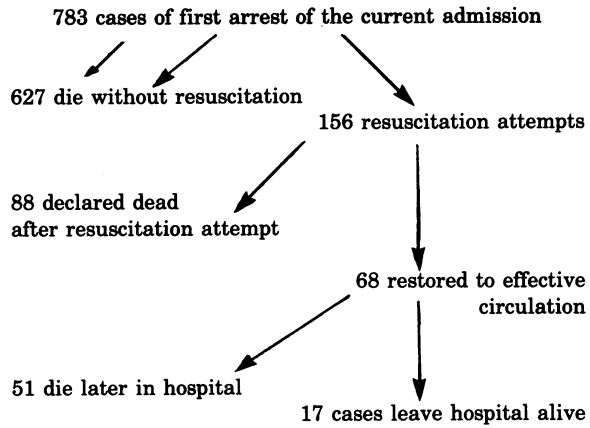 783 cases of first arrest of the current admission
627 die without resuscitation
156 resuscitation attempts
88 declared dead
after resuscitation attempt
68 restored to effective
circulation
51 die later in hospital
17 cases leave hospital alive